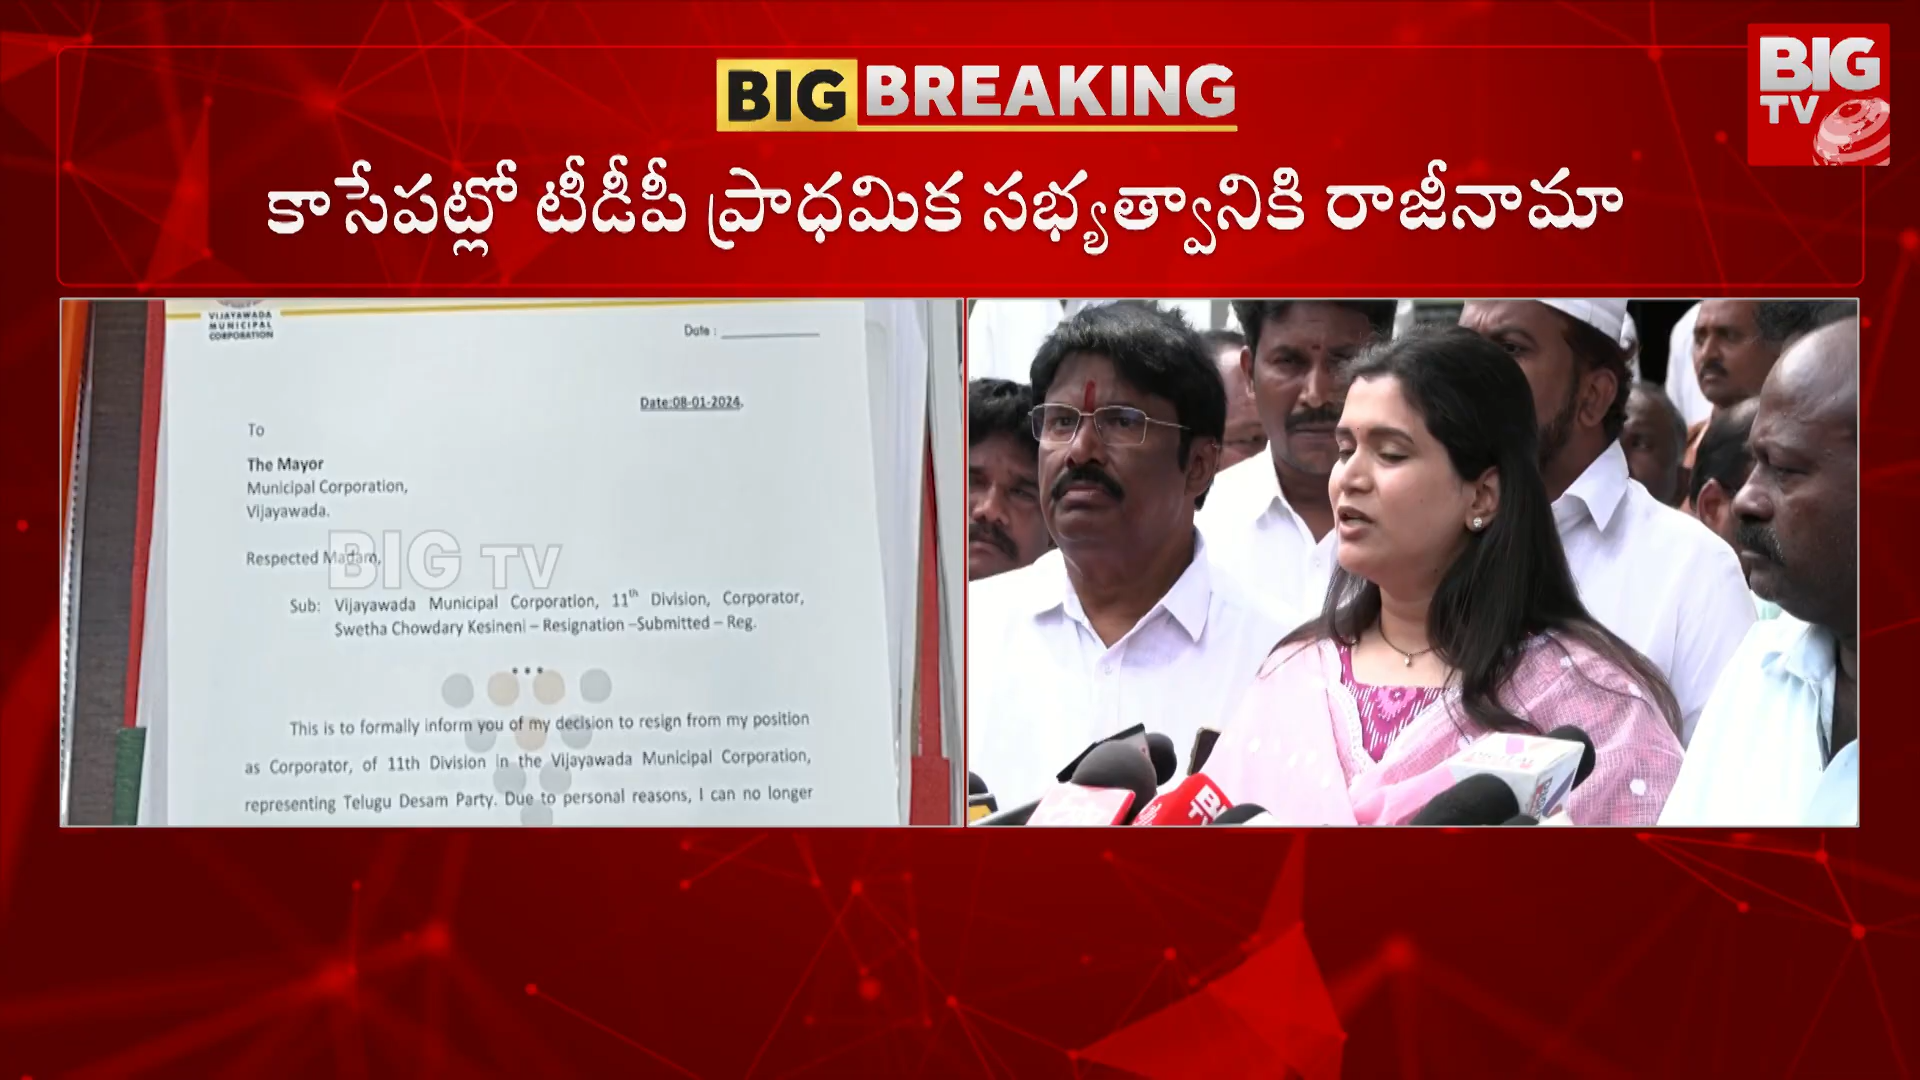 BIG BREAKING
BIG
TV
కాసేపట్లో టీడీపీ ప్రాధమిక సభ్యత్వానికి రాజీనామా
VIJAYAWADA
MUNICIPAL
CORPORATION
Date :
Date:08-01-2024.
To
The Mayor
Municipal Corporation,
Vijayawada.
Respected Madam,
BIG TV
Sub: Vijayawada Municipal Corporation, 11th Division, Corporator,
Swetha Chowdary Kesineni – Resignation –Submitted – Reg.
***
This is to formally inform you of my decision to resign from my position
as Corporator, of 11th Division in the Vijayawada Municipal Corporation,
representing Telugu Desam Party. Due to personal reasons, I can no longer